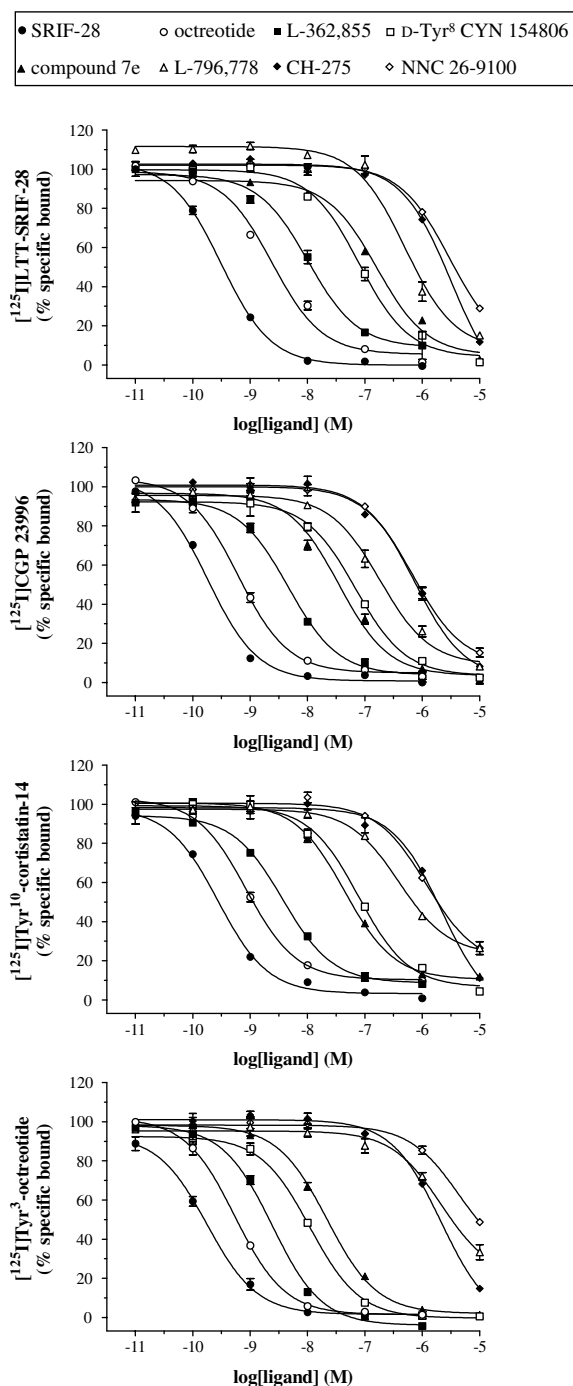 SRIF-28 octreotide L-362,855 D-Tyr⁸ CYN 154806
compound 7e L-796,778 CH-275 NNC 26-9100
[¹²⁵I]LTT-SRIF-28
(% specific bound)
120
100
80
60
40
20
0
-11 -10 -9 -8 -7 -6 -5
log[ligand] (M)
[¹²⁵I]CGP 23996
(% specific bound)
120
100
80
60
40
20
0
-11 -10 -9 -8 -7 -6 -5
log[ligand] (M)
[¹²⁵I]Tyr¹⁰-cortistatin-14
(% specific bound)
120
100
80
60
40
20
0
-11 -10 -9 -8 -7 -6 -5
log[ligand] (M)
[¹²⁵I]Tyr³-octreotide
(% specific bound)
120
100
80
60
40
20
0
-11 -10 -9 -8 -7 -6 -5
log[ligand] (M)